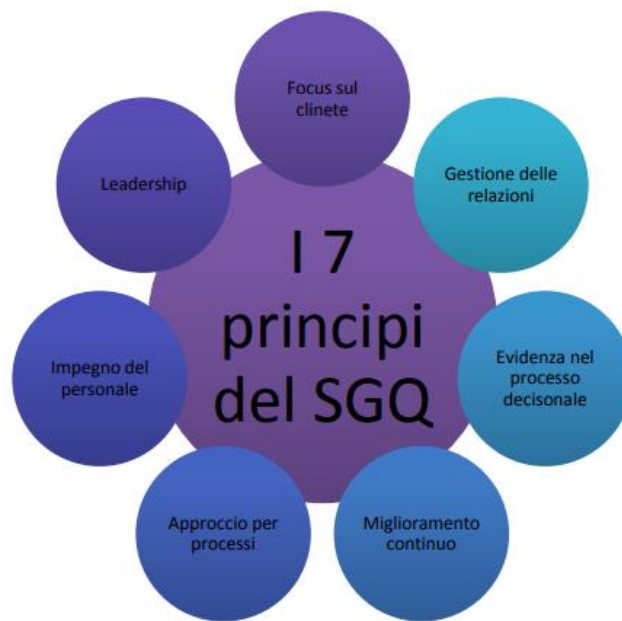 Focus sul
clinete
Gestione delle
relazioni
Evidenza nel
processo
decisonale
Miglioramento
continuo
Approccio per
processi
Impegno del
personale
Leadership
I 7
principi
del SGQ